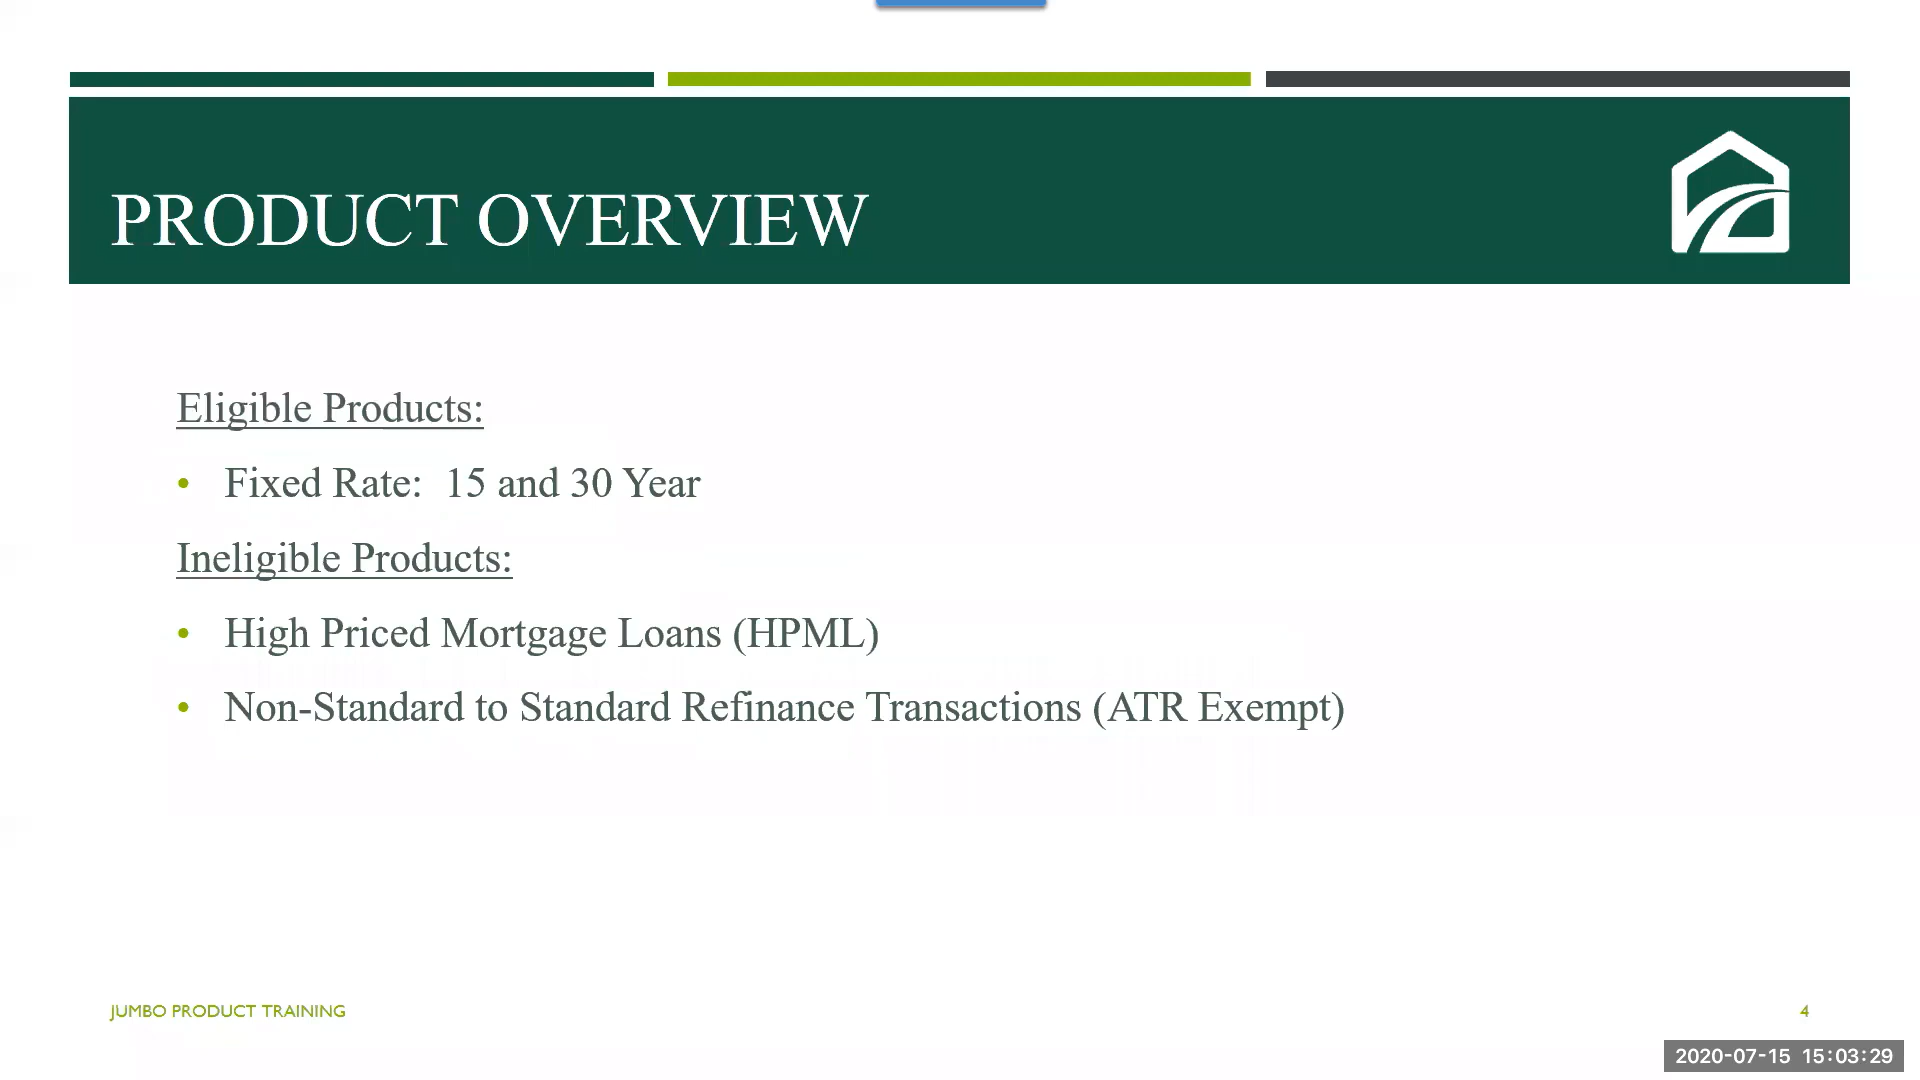 PRODUCT OVERVIEW
Eligible Products:
• Fixed Rate:  15 and 30 Year
Ineligible Products:
• High Priced Mortgage Loans (HPML)
• Non-Standard to Standard Refinance Transactions (ATR Exempt)
JUMBO PRODUCT TRAINING
4
2020-07-15 15:03:29